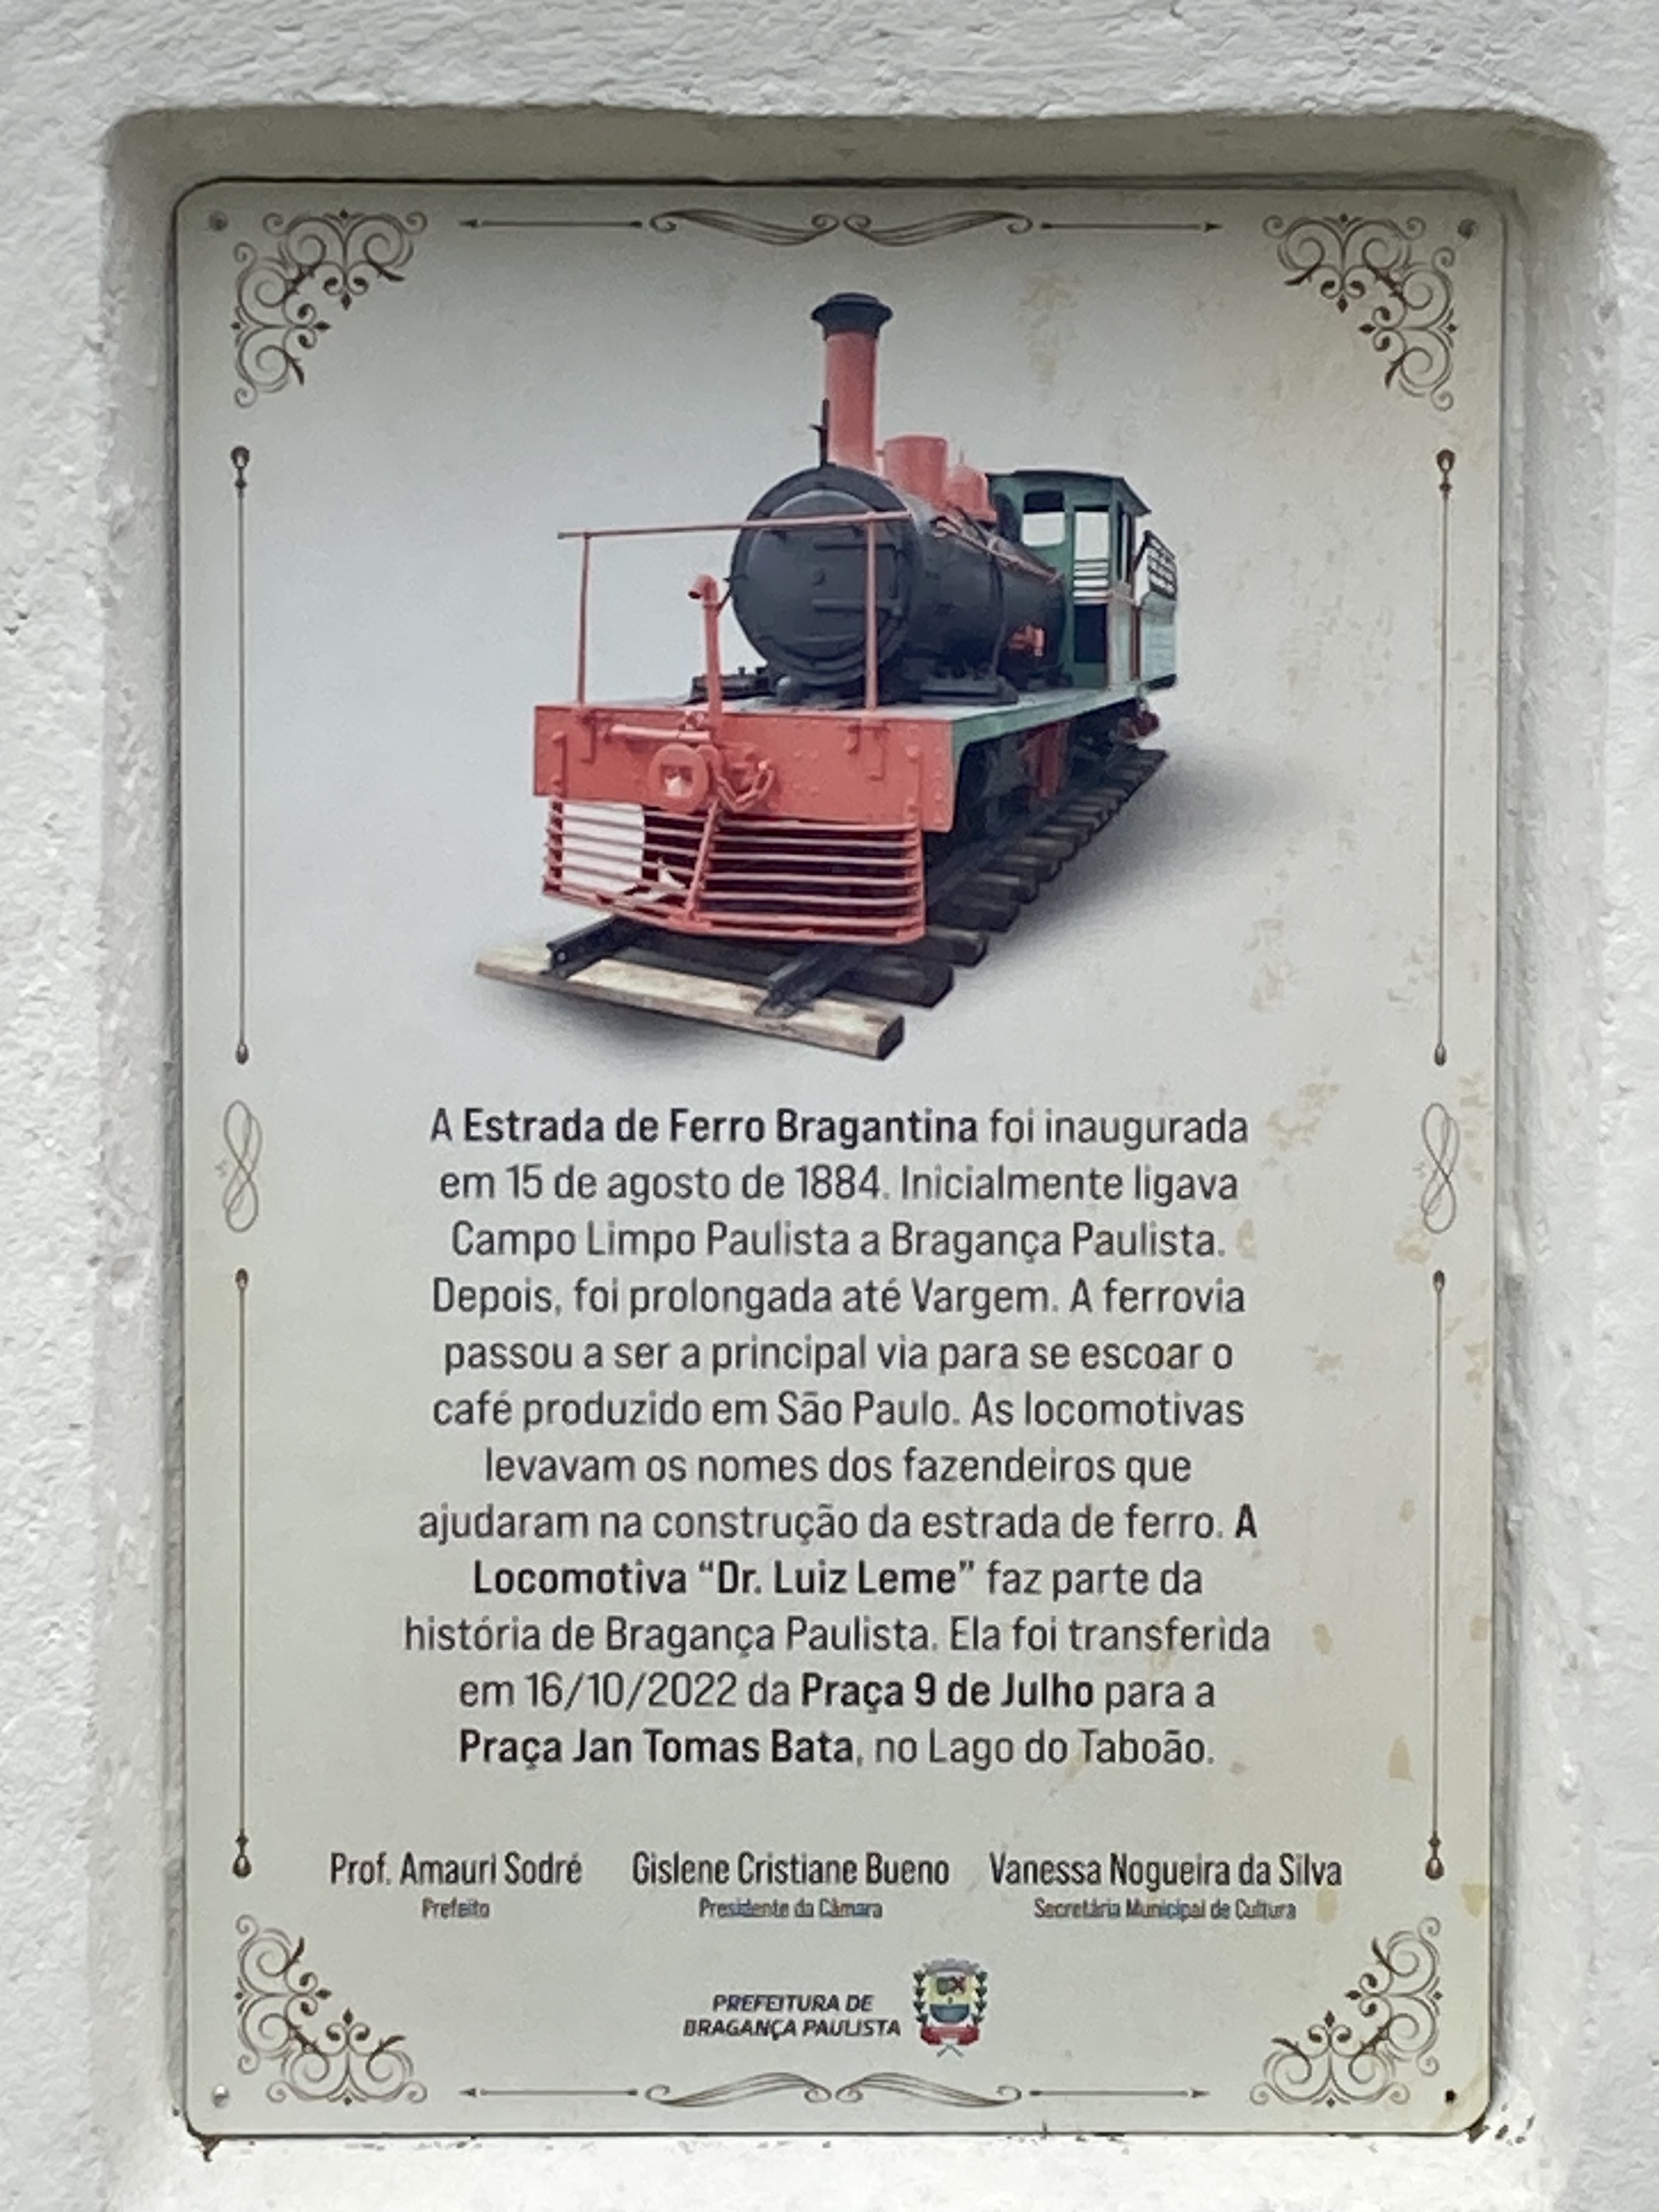 A Estrada de Ferro Bragantina foi inaugurada
em 15 de agosto de 1884. Inicialmente ligava
Campo Limpo Paulista a Bragança Paulista.
Depois, foi prolongada até Vargem. A ferrovia
passou a ser a principal via para se escoar o
café produzido em São Paulo. As locomotivas
levavam os nomes dos fazendeiros que
ajudaram na construção da estrada de ferro. A
Locomotiva “Dr. Luiz Leme” faz parte da
história de Bragança Paulista. Ela foi transferida
em 16/10/2022 da Praça 9 de Julho para a
Praça Jan Tomas Bata, no Lago do Taboão.
Prof. Amauri Sodré Gislene Cristiane Bueno Vanessa Nogueira da Silva
Prefeito Presidente da Câmara Secretária Municipal de Cultura
PREFEITURA DE
BRAGANÇA PAULISTA